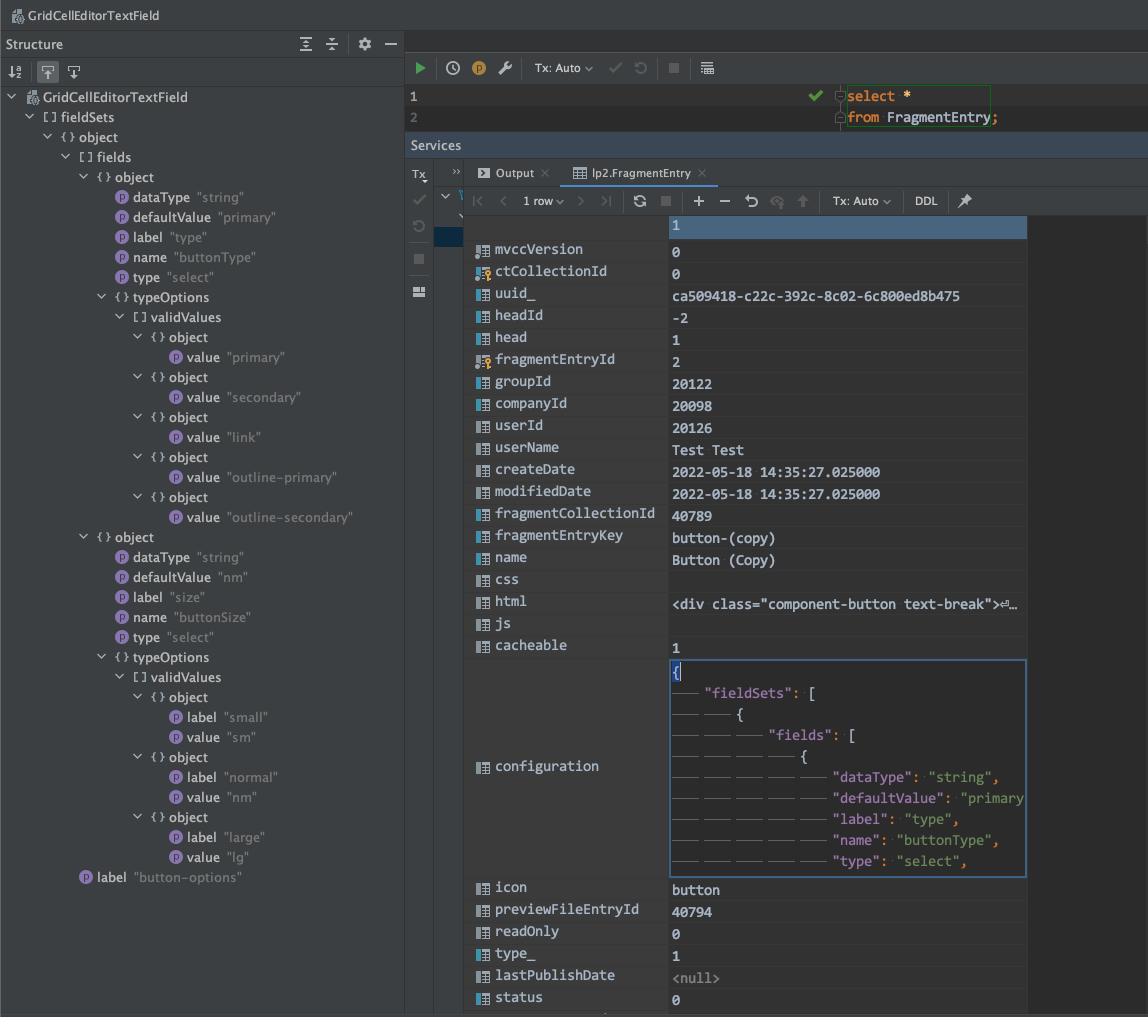 GridCellEditorTextField
Structure
GridCellEditorTextField
fieldSets
object
fields
object
dataType "string"
defaultValue "primary"
label "type"
name "buttonType"
type "select"
typeOptions
validValues
object
value "primary"
object
value "secondary"
object
value "link"
object
value "outline-primary"
object
value "outline-secondary"
object
dataType "string"
defaultValue "nm"
label "size"
name "buttonSize"
type "select"
typeOptions
validValues
object
label "small"
value "sm"
object
label "normal"
value "nm"
object
label "large"
value "lg"
label "button-options"
Tx: Auto
1 select *
2 from FragmentEntry;
Services
Tx
Output
lp2.FragmentEntry
1 row
Tx: Auto
DDL
1
mvccVersion 0
ctCollectionId 0
uuid_ ca509418-c22c-392c-8c02-6c800ed8b475
headId -2
head 1
fragmentEntryId 2
groupId 20122
companyId 20098
userId 20126
userName Test Test
createDate 2022-05-18 14:35:27.025000
modifiedDate 2022-05-18 14:35:27.025000
fragmentCollectionId 40789
fragmentEntryKey button-(copy)
name Button (Copy)
css
html <div class="component-button text-break">⏎…
js
cacheable 1
configuration
{
"fieldSets": [
{
"fields": [
{
"dataType": "string",
"defaultValue": "primary
"label": "type",
"name": "buttonType",
"type": "select",
icon button
previewFileEntryId 40794
readOnly 0
type_ 1
lastPublishDate <null>
status 0